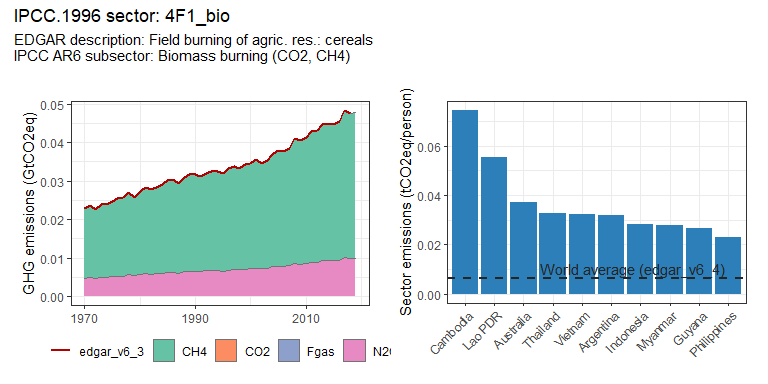 IPCC.1996 sector: 4F1_bio
EDGAR description: Field burning of agric. res.: cereals
IPCC AR6 subsector: Biomass burning (CO2, CH4)
GHG emissions (GtCO2eq)
0.05
0.04
0.03
0.02
0.01
0.00
1970
1990
2010
edgar_v6_3
CH4
CO2
Fgas
N2
Sector emissions (tCO2eq/person)
0.06
0.04
0.02
0.00
World average (edgar_v6_4)
Cambodia
Lao PDR
Australia
Thailand
Vietnam
Argentina
Indonesia
Myanmar
Guyana
Philippines